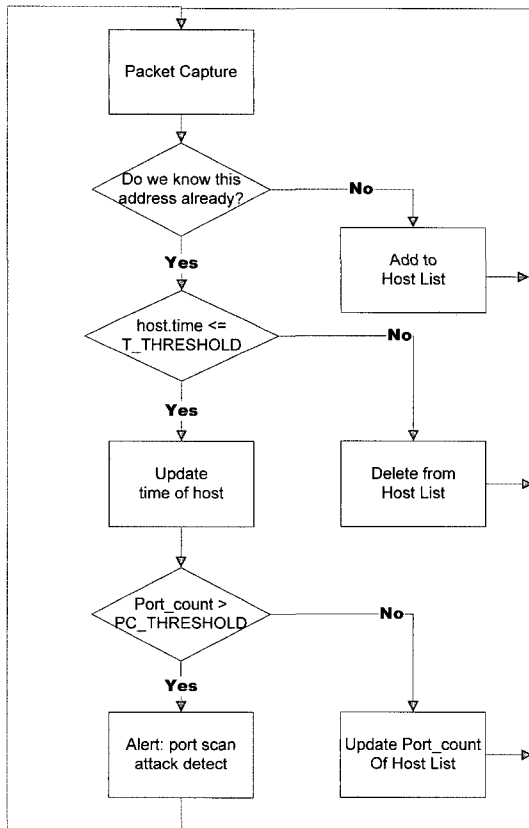 Packet Capture
Do we know this
address already?
No
Yes
Add to
Host List
host.time <=
T_THRESHOLD
No
Yes
Update
time of host
Delete from
Host List
Port_count >
PC_THRESHOLD
No
Yes
Alert: port scan
attack detect
Update Port_count
Of Host List